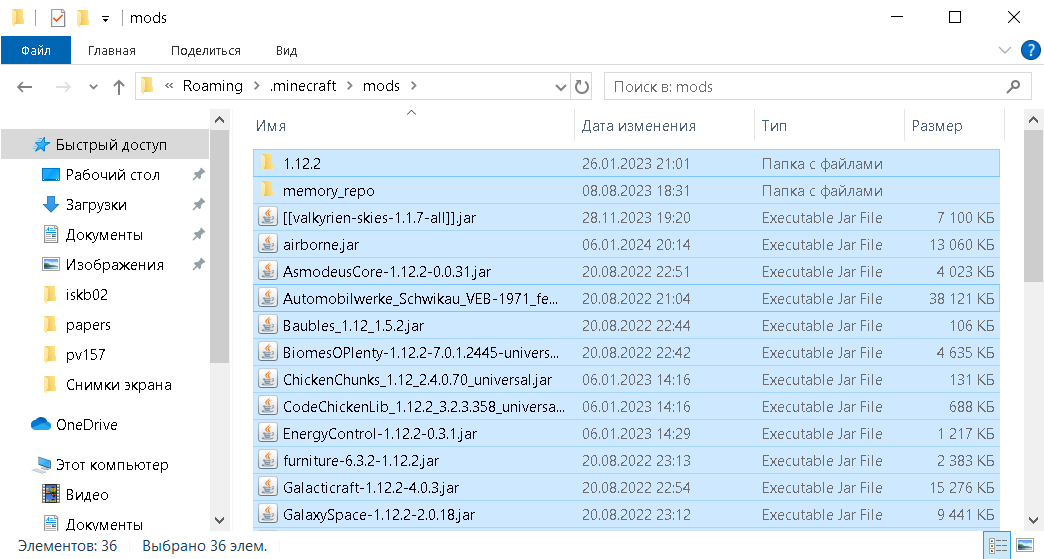 mods
Файл Главная Поделиться Вид
« Roaming > .minecraft > mods >
Поиск в: mods
Быстрый доступ
Рабочий стол
Загрузки
Документы
Изображения
iskb02
papers
pv157
Снимки экрана
OneDrive
Этот компьютер
Видео
Документы
Имя Дата изменения Тип Размер
1.12.2 26.01.2023 21:01 Папка с файлами
memory_repo 08.08.2023 18:31 Папка с файлами
[[valkyrien-skies-1.1.7-all]].jar 28.11.2023 19:20 Executable Jar File 7 100 КБ
airborne.jar 06.01.2024 20:14 Executable Jar File 13 060 КБ
AsmodeusCore-1.12.2-0.0.31.jar 20.08.2022 22:51 Executable Jar File 4 023 КБ
Automobilwerke_Schwikau_VEB-1971_fe... 20.08.2022 21:04 Executable Jar File 38 121 КБ
Baubles_1.12_1.5.2.jar 20.08.2022 22:44 Executable Jar File 106 КБ
BiomesOPlenty-1.12.2-7.0.1.2445-univers... 20.08.2022 22:42 Executable Jar File 4 635 КБ
ChickenChunks_1.12_2.4.0.70_universal.jar 06.01.2023 14:16 Executable Jar File 131 КБ
CodeChickenLib_1.12.2_3.2.3.358_universa... 06.01.2023 14:16 Executable Jar File 688 КБ
EnergyControl-1.12.2-0.3.1.jar 06.01.2023 14:29 Executable Jar File 1 217 КБ
furniture-6.3.2-1.12.2.jar 20.08.2022 23:13 Executable Jar File 2 383 КБ
Galacticraft-1.12.2-4.0.3.jar 20.08.2022 22:54 Executable Jar File 15 276 КБ
GalaxySpace-1.12.2-2.0.18.jar 20.08.2022 23:12 Executable Jar File 9 441 КБ
Элементов: 36 Выбрано 36 элем.